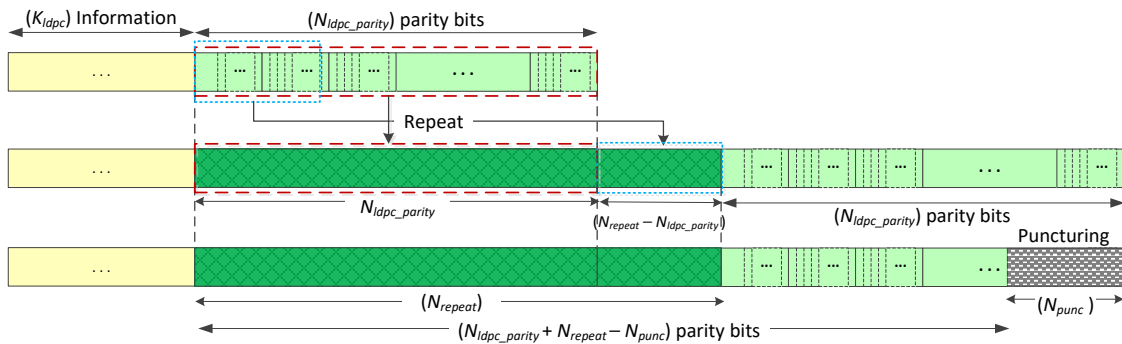 (K_ldpc) Information
(N_ldpc_parity) parity bits
... ... ... ... ... ...
Repeat
... ... ... ... ... ...
N_ldpc_parity
(N_repeat – N_ldpc_parity)
(N_ldpc_parity) parity bits
Puncturing
... ... ... ... ...
(N_repeat)
(N_punc )
(N_ldpc_parity + N_repeat – N_punc) parity bits